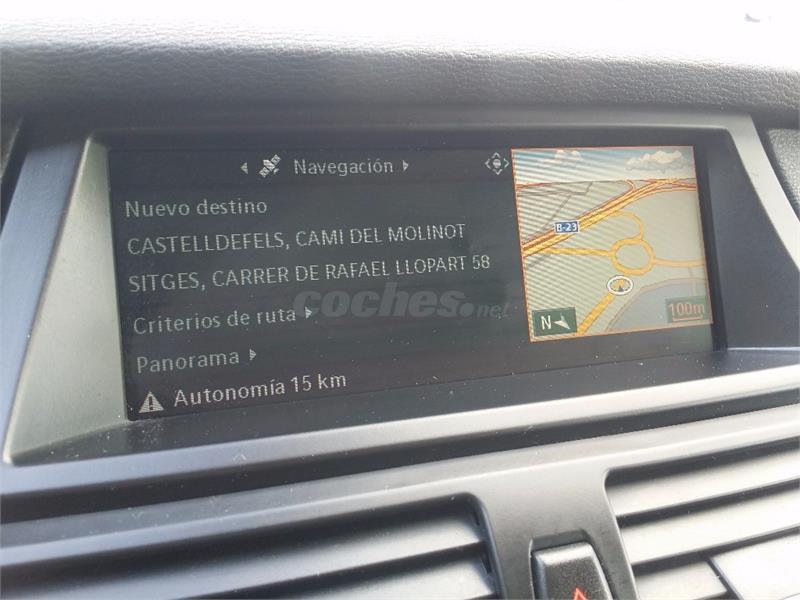 Navegación
Nuevo destino
CASTELLDEFELS, CAMI DEL MOLINOT
SITGES, CARRER DE RAFAEL LLOPART 58
Criterios de ruta
Panorama
Autonomía 15 km
B-23
N
100m
coches.net